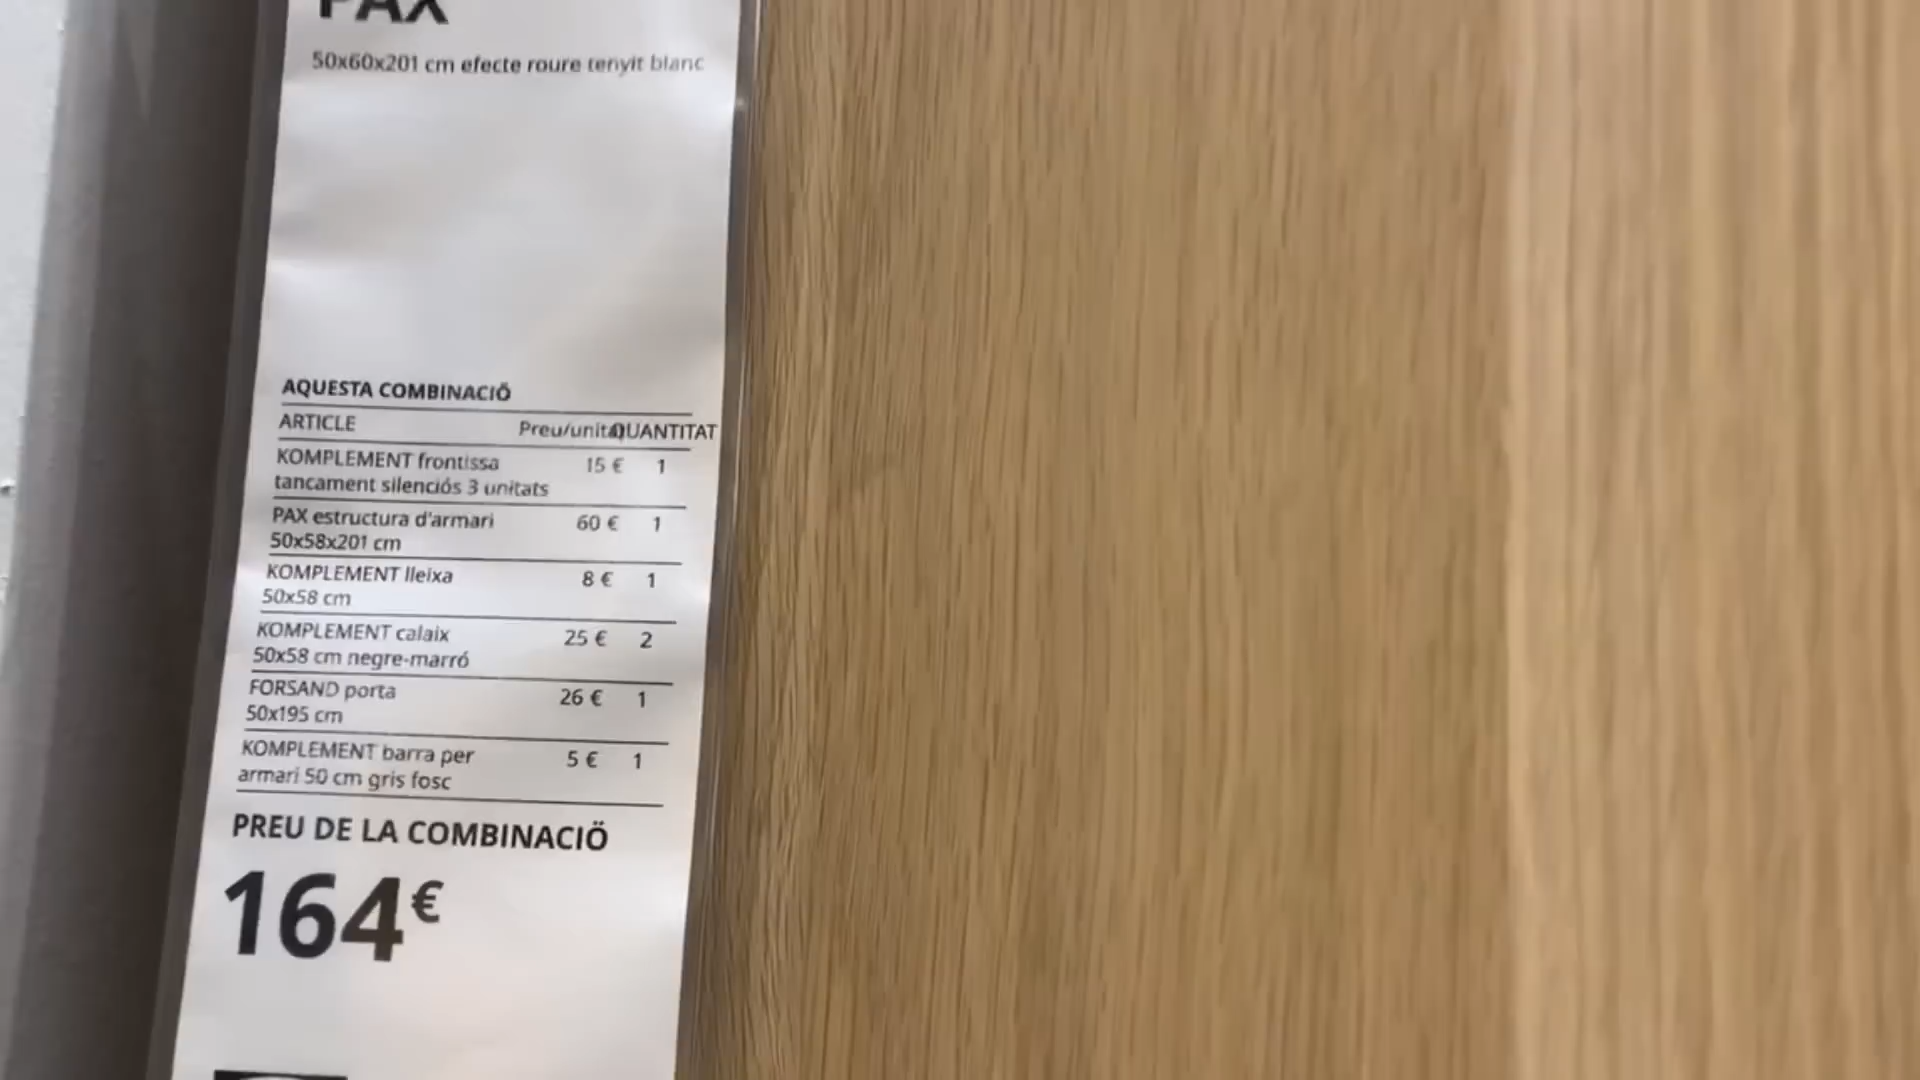 PAX
50x60x201 cm efecte roure tenyit blanc
AQUESTA COMBINACIÓ
ARTICLE Preu/unitat QUANTITAT
KOMPLEMENT frontissa 15 € 1
tancament silenciós 3 unitats
PAX estructura d'armari 60 € 1
50x58x201 cm
KOMPLEMENT lleixa 8 € 1
50x58 cm
KOMPLEMENT calaix 25 € 2
50x58 cm negre-marró
FORSAND porta 26 € 1
50x195 cm
KOMPLEMENT barra per 5 € 1
armari 50 cm gris fosc
PREU DE LA COMBINACIÓ
164€